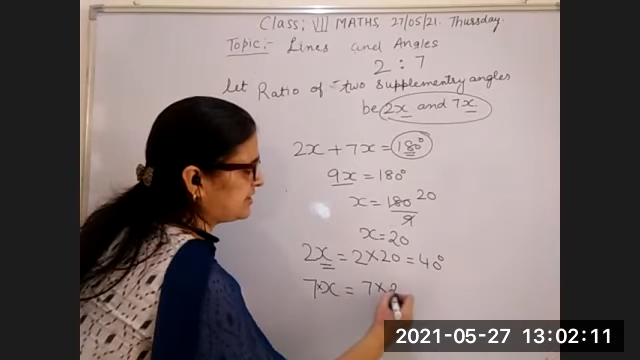 Class: VII MATHS, 27/05/21. Thursday.
Topic:- Lines and Angles
2 : 7
Let Ratio of two Supplementry angles
be 2x and 7x
2x + 7x = 180°
9x = 180°
x = 180 20
9
x = 20
2x = 2×20 = 40°
7x = 7×2
2021-05-27 13:02:11